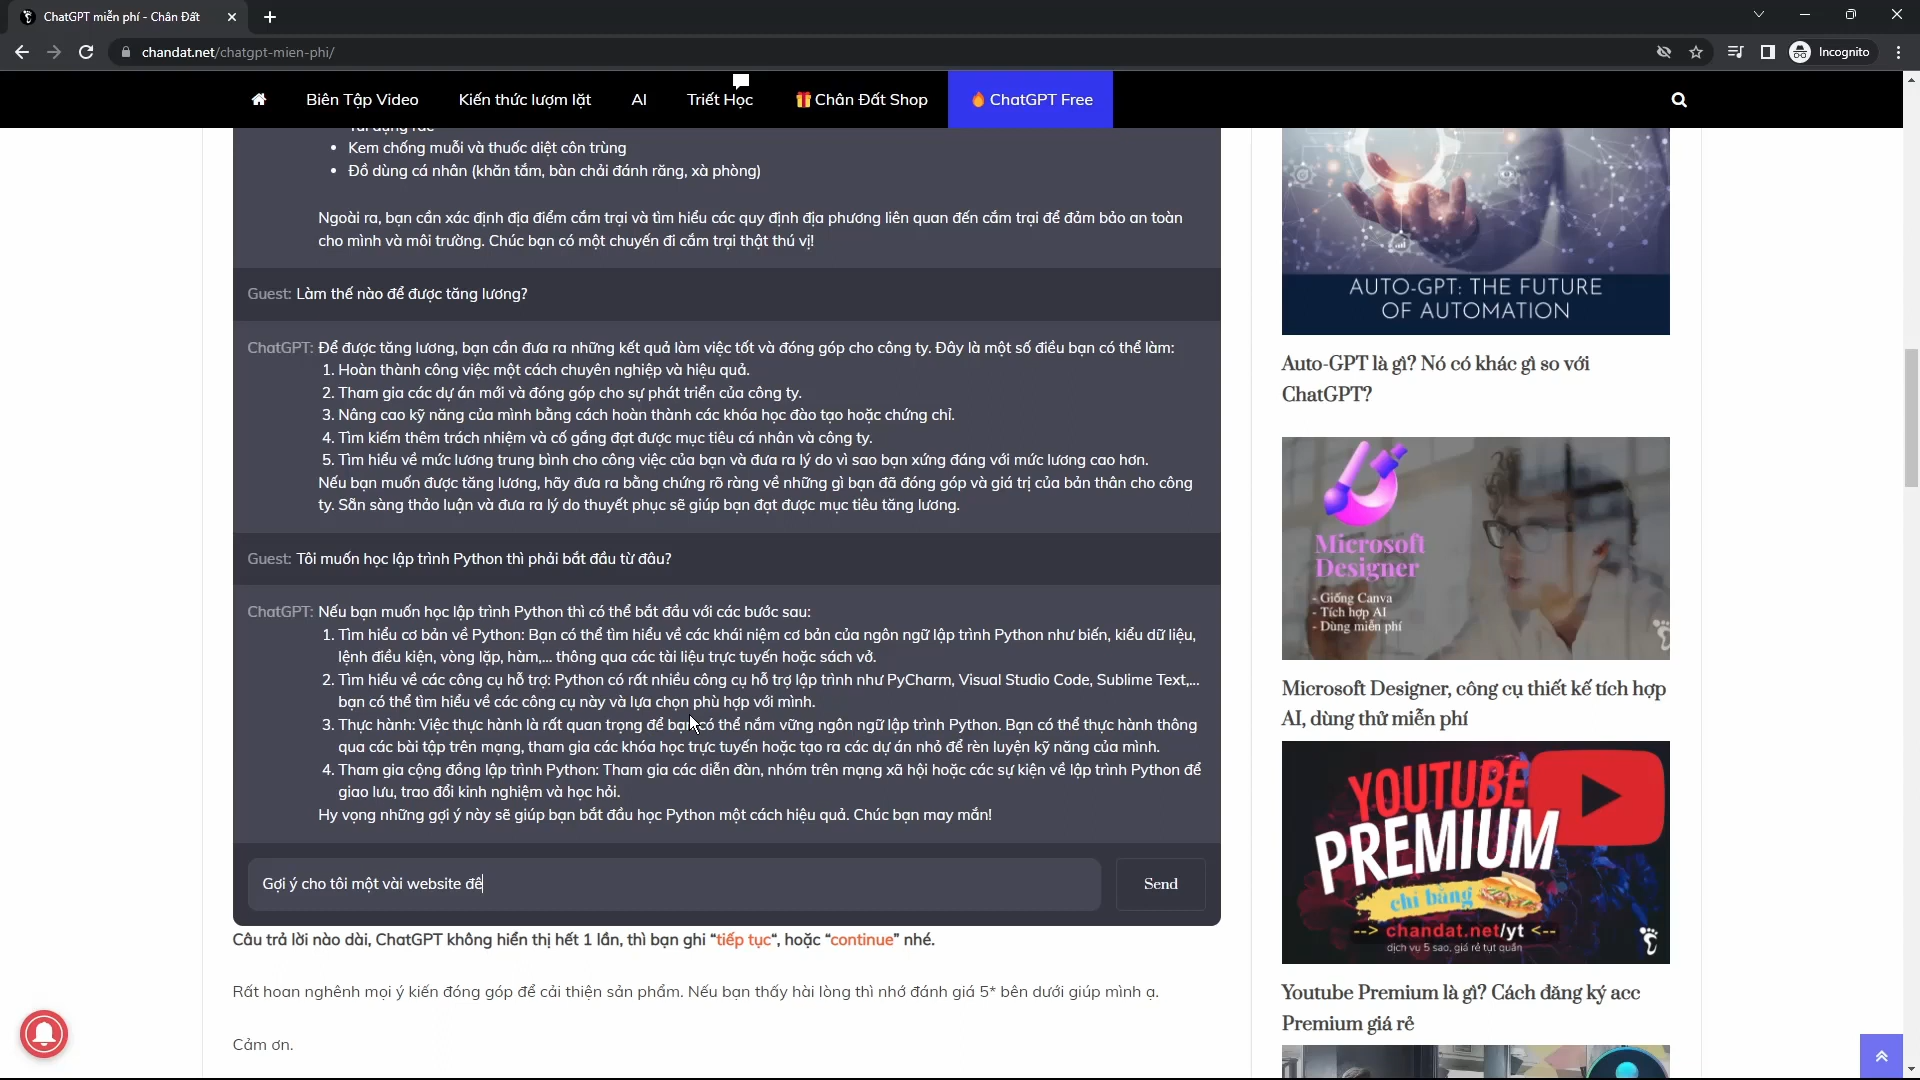 ChatGPT miễn phí - Chân Đất
chandat.net/chatgpt-mien-phi/
Incognito
Biên Tập Video
Kiến thức lượm lặt
AI
Triết Học
Chân Đất Shop
ChatGPT Free
Kem chống muỗi và thuốc diệt côn trùng
Đồ dùng cá nhân (khăn tắm, bàn chải đánh răng, xà phòng)
Ngoài ra, bạn cần xác định địa điểm cắm trại và tìm hiểu các quy định địa phương liên quan đến cắm trại để đảm bảo an toàn
cho mình và môi trường. Chúc bạn có một chuyến đi cắm trại thật thú vị!
Guest: Làm thế nào để được tăng lương?
ChatGPT: Để được tăng lương, bạn cần đưa ra những kết quả làm việc tốt và đóng góp cho công ty. Đây là một số điều bạn có thể làm:
1. Hoàn thành công việc một cách chuyên nghiệp và hiệu quả.
2. Tham gia các dự án mới và đóng góp cho sự phát triển của công ty.
3. Nâng cao kỹ năng của mình bằng cách hoàn thành các khóa học đào tạo hoặc chứng chỉ.
4. Tìm kiếm thêm trách nhiệm và cố gắng đạt được mục tiêu cá nhân và công ty.
5. Tìm hiểu về mức lương trung bình cho công việc của bạn và đưa ra lý do vì sao bạn xứng đáng với mức lương cao hơn.
Nếu bạn muốn được tăng lương, hãy đưa ra bằng chứng rõ ràng về những gì bạn đã đóng góp và giá trị của bản thân cho công
ty. Sẵn sàng thảo luận và đưa ra lý do thuyết phục sẽ giúp bạn đạt được mục tiêu tăng lương.
Guest: Tôi muốn học lập trình Python thì phải bắt đầu từ đâu?
ChatGPT: Nếu bạn muốn học lập trình Python thì có thể bắt đầu với các bước sau:
1. Tìm hiểu cơ bản về Python: Bạn có thể tìm hiểu về các khái niệm cơ bản của ngôn ngữ lập trình Python như biến, kiểu dữ liệu,
lệnh điều kiện, vòng lặp, hàm,... thông qua các tài liệu trực tuyến hoặc sách vở.
2. Tìm hiểu về các công cụ hỗ trợ: Python có rất nhiều công cụ hỗ trợ lập trình như PyCharm, Visual Studio Code, Sublime Text,...
bạn có thể tìm hiểu về các công cụ này và lựa chọn phù hợp với mình.
3. Thực hành: Việc thực hành là rất quan trọng để bạn có thể nắm vững ngôn ngữ lập trình Python. Bạn có thể thực hành thông
qua các bài tập trên mạng, tham gia các khóa học trực tuyến hoặc tạo ra các dự án nhỏ để rèn luyện kỹ năng của mình.
4. Tham gia cộng đồng lập trình Python: Tham gia các diễn đàn, nhóm trên mạng xã hội hoặc các sự kiện về lập trình Python để
giao lưu, trao đổi kinh nghiệm và học hỏi.
Hy vọng những gợi ý này sẽ giúp bạn bắt đầu học Python một cách hiệu quả. Chúc bạn may mắn!
Gợi ý cho tôi một vài website đê
Send
Câu trả lời nào dài, ChatGPT không hiển thị hết 1 lần, thì bạn ghi “tiếp tục“, hoặc “continue” nhé.
Rất hoan nghênh mọi ý kiến đóng góp để cải thiện sản phẩm. Nếu bạn thấy hài lòng thì nhớ đánh giá 5* bên dưới giúp mình ạ.
Cảm ơn.
AUTO-GPT: THE FUTURE
OF AUTOMATION
Auto-GPT là gì? Nó có khác gì so với
ChatGPT?
Microsoft
Designer
- Giống Canva
- Tích hợp AI
- Dùng miễn phí
Microsoft Designer, công cụ thiết kế tích hợp
AI, dùng thử miễn phí
YOUTUBE
PREMIUM
chỉ bằng
--> chandat.net/yt <--
dịch vụ 5 sao, giá rẻ tụt quần
Youtube Premium là gì? Cách đăng ký acc
Premium giá rẻ